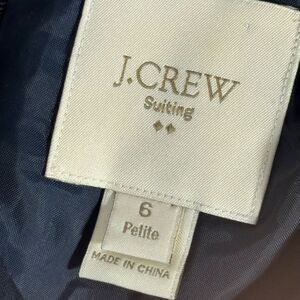 J.CREW
Suiting
6
Petite
MADE IN CHINA